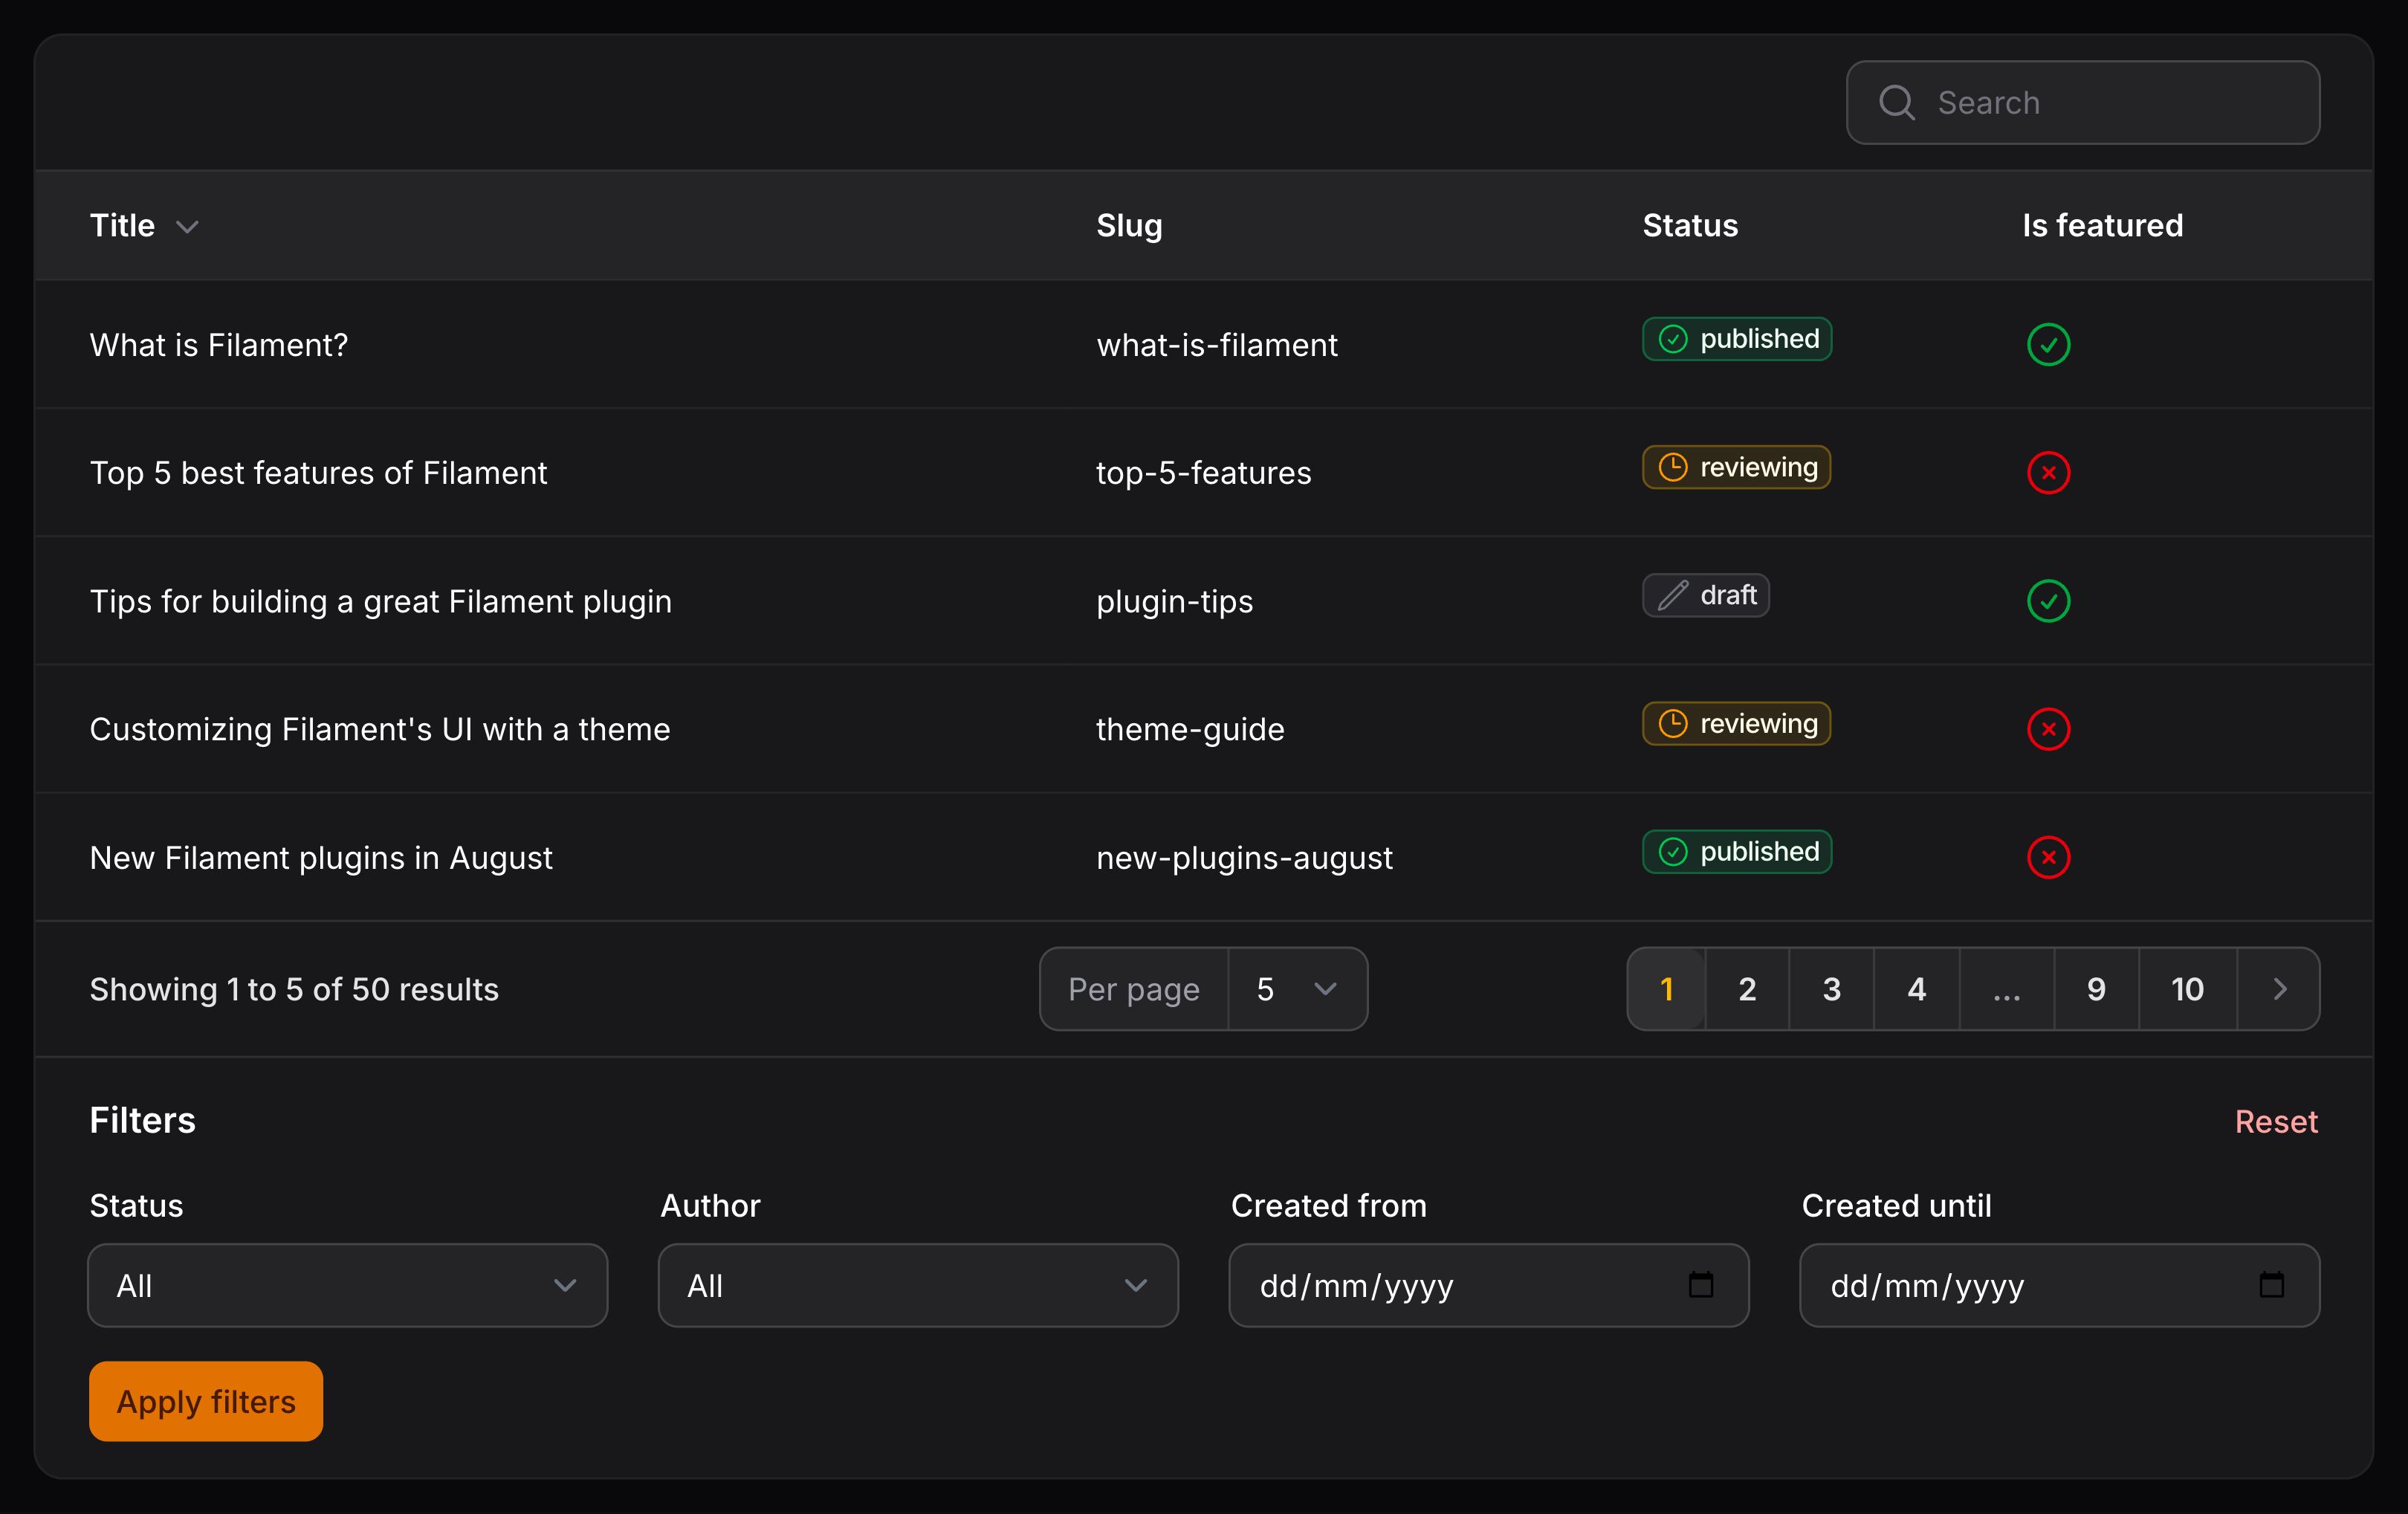 Search
Title Slug Status Is featured
What is Filament? what-is-filament published
Top 5 best features of Filament top-5-features reviewing
Tips for building a great Filament plugin plugin-tips draft
Customizing Filament's UI with a theme theme-guide reviewing
New Filament plugins in August new-plugins-august published
Showing 1 to 5 of 50 results Per page 5 1 2 3 4 ... 9 10
Filters Reset
Status Author Created from Created until
All All dd/mm/yyyy dd/mm/yyyy
Apply filters